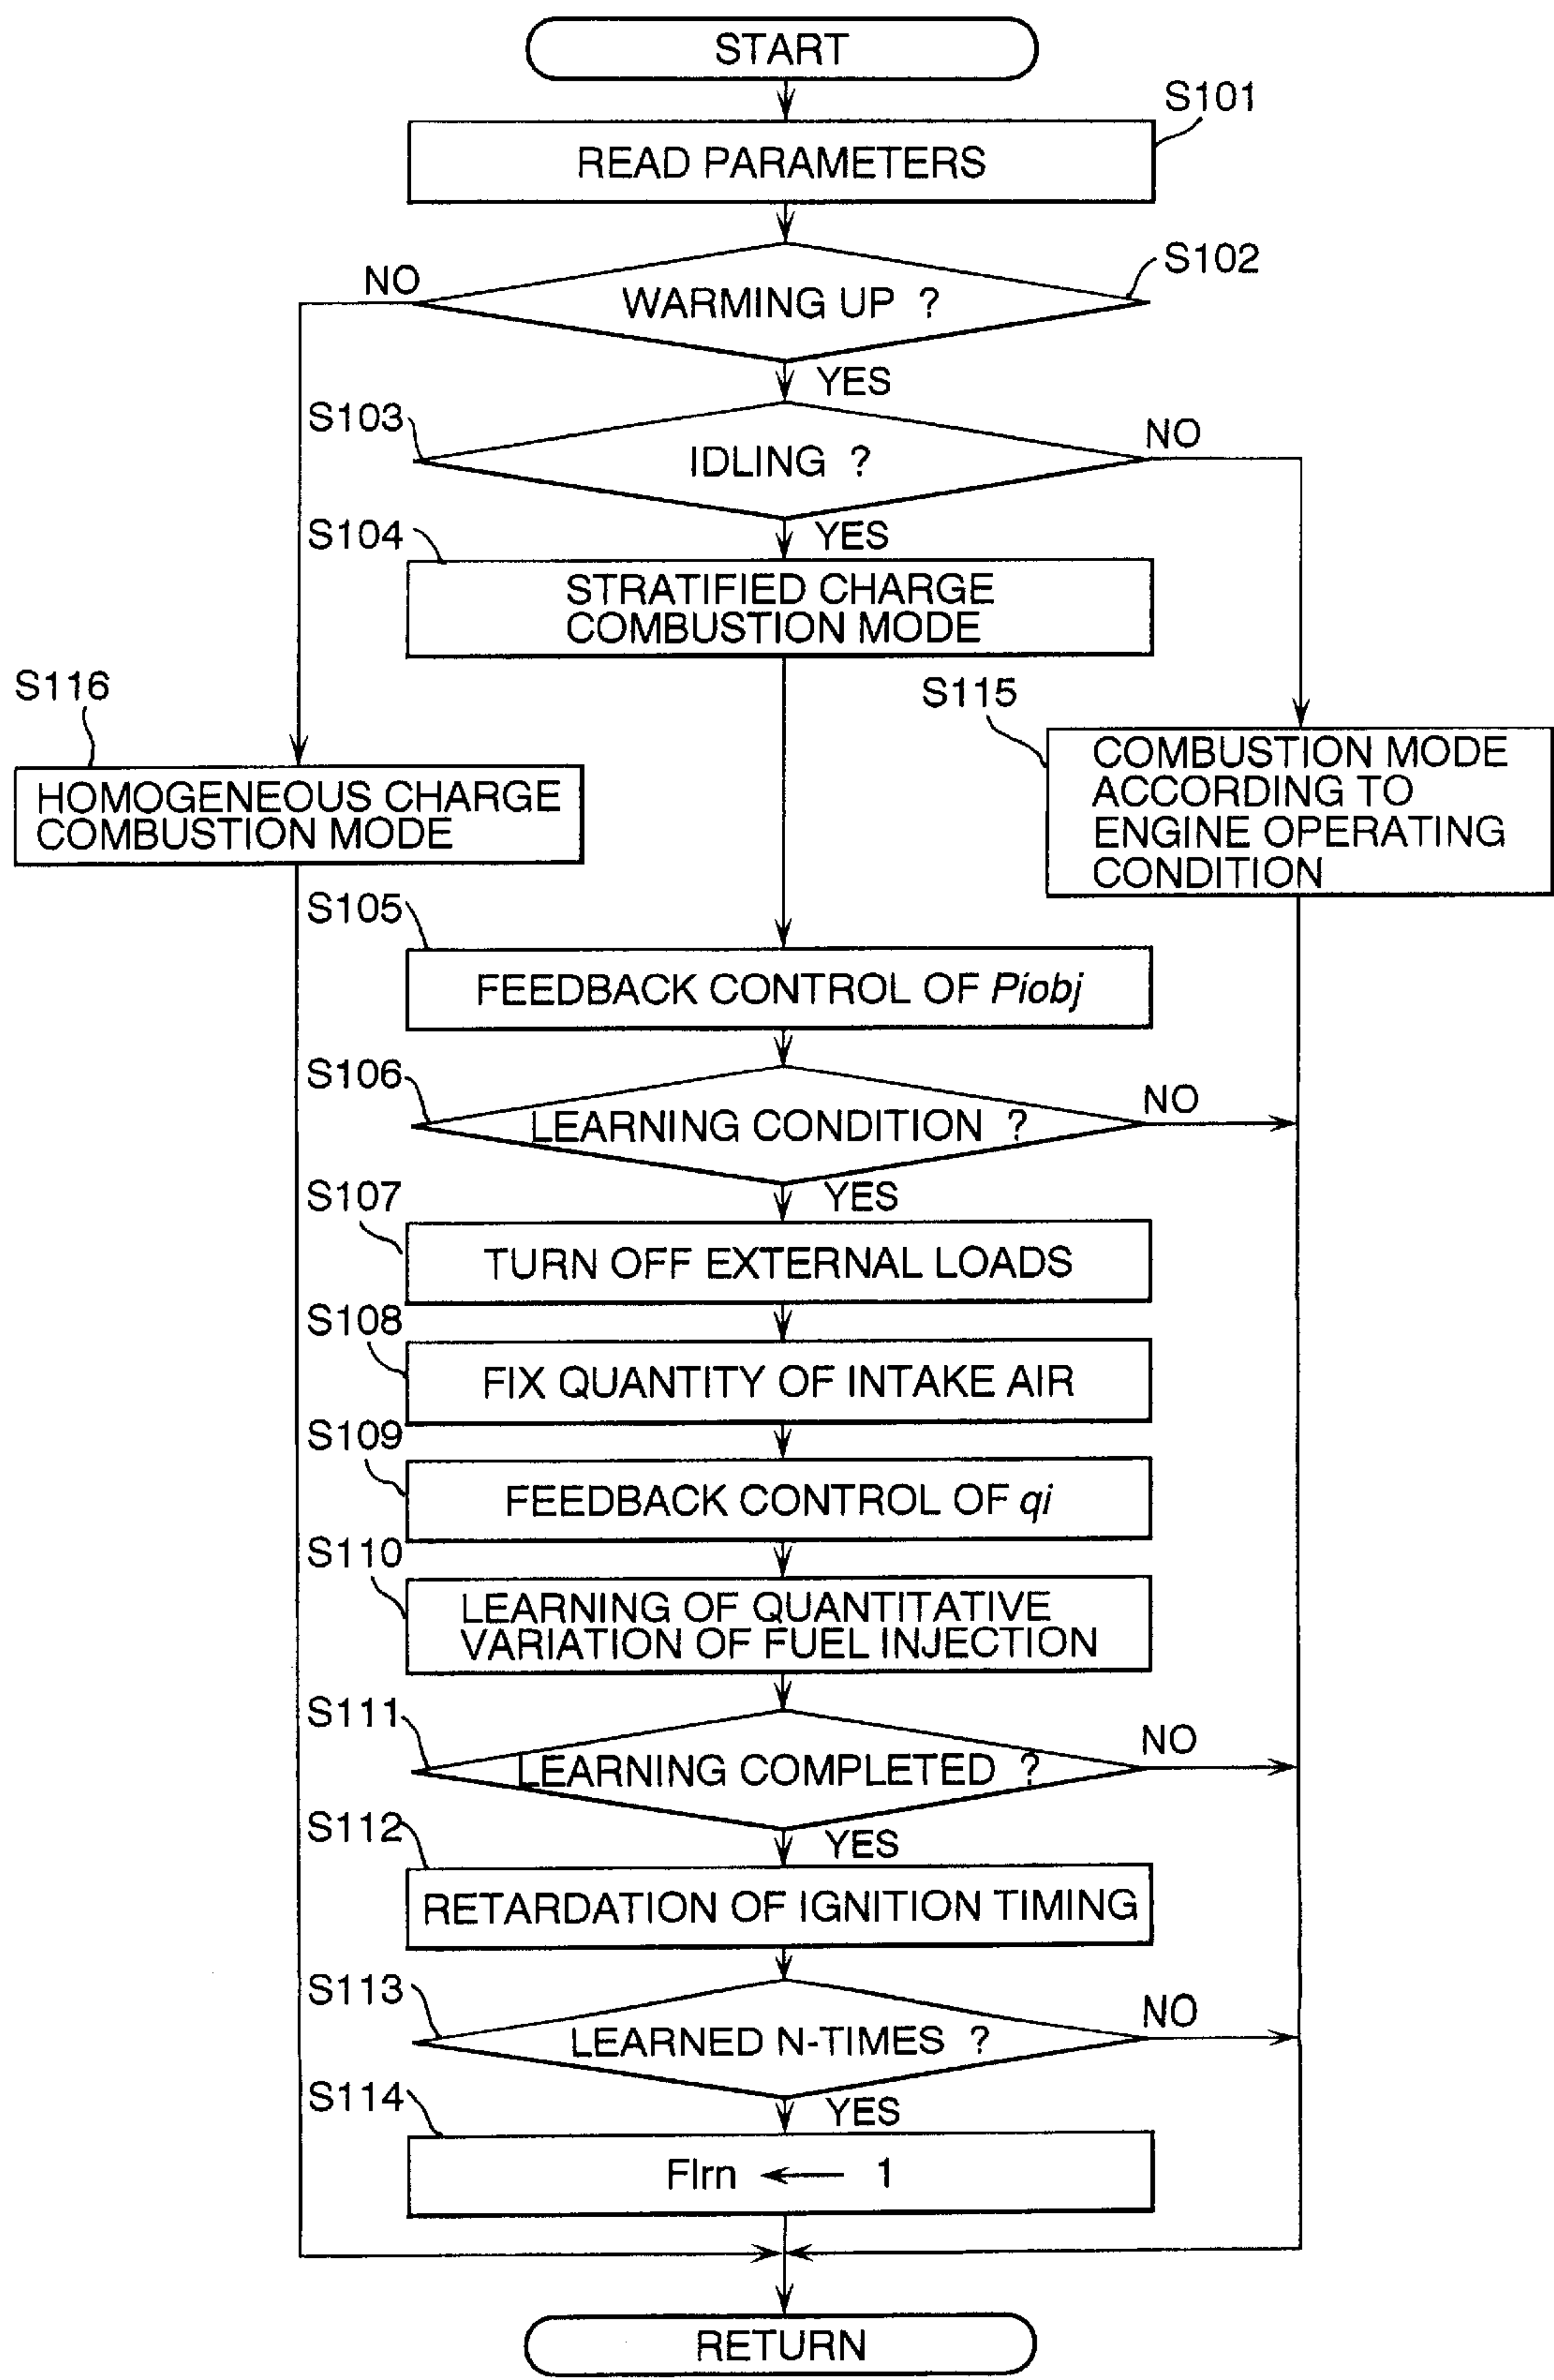 START
S101
READ PARAMETERS
S102
NO
WARMING UP ?
YES
S103
NO
IDLING ?
YES
S104
STRATIFIED CHARGE
COMBUSTION MODE
S116
HOMOGENEOUS CHARGE
COMBUSTION MODE
S115
COMBUSTION MODE
ACCORDING TO
ENGINE OPERATING
CONDITION
S105
FEEDBACK CONTROL OF Piobj
S106
LEARNING CONDITION ?
NO
YES
S107
TURN OFF EXTERNAL LOADS
S108
FIX QUANTITY OF INTAKE AIR
S109
FEEDBACK CONTROL OF qi
S110
LEARNING OF QUANTITATIVE
VARIATION OF FUEL INJECTION
S111
LEARNING COMPLETED ?
NO
YES
S112
RETARDATION OF IGNITION TIMING
S113
LEARNED N-TIMES ?
NO
YES
S114
Flrn ← 1
RETURN